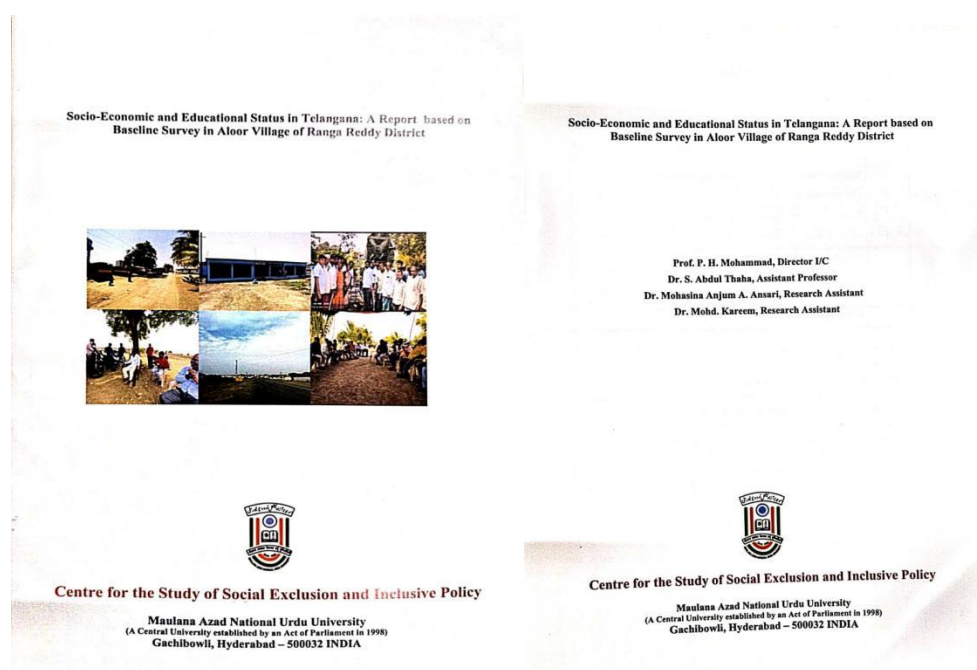 Socio-Economic and Educational Status in Telangana: A Report based on
Baseline Survey in Aloor Village of Ranga Reddy District
Centre for the Study of Social Exclusion and Inclusive Policy
Maulana Azad National Urdu University
(A Central University established by an Act of Parliament in 1998)
Gachibowli, Hyderabad – 500032 INDIA
Socio-Economic and Educational Status in Telangana: A Report based on
Baseline Survey in Aloor Village of Ranga Reddy District
Prof. P. H. Mohammad, Director I/C
Dr. S. Abdul Thaha, Assistant Professor
Dr. Mohasina Anjum A. Ansari, Research Assistant
Dr. Mohd. Kareem, Research Assistant
Centre for the Study of Social Exclusion and Inclusive Policy
Maulana Azad National Urdu University
(A Central University established by an Act of Parliament in 1998)
Gachibowli, Hyderabad – 500032 INDIA